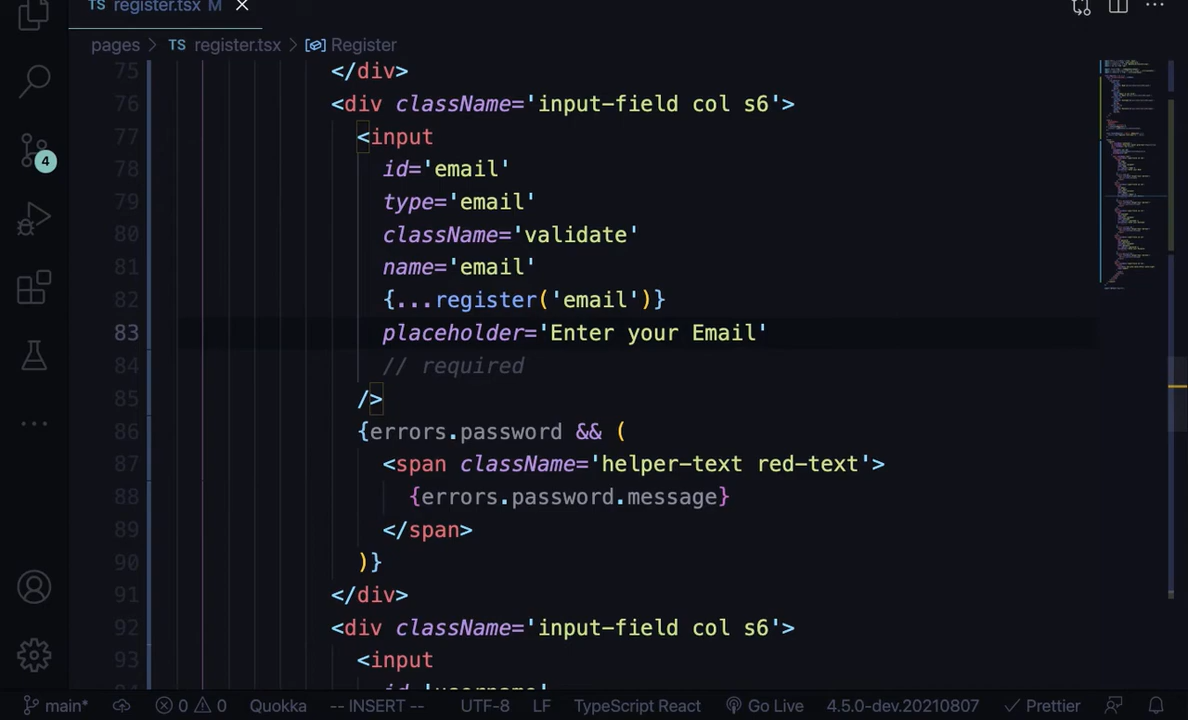 TS register.tsx M
pages > TS register.tsx > Register
75 </div>
76 <div className='input-field col s6'>
77 <input
78 id='email'
79 type='email'
80 className='validate'
81 name='email'
82 {...register('email')}
83 placeholder='Enter your Email'
84 // required
85 />
4
86 {errors.password && (
87 <span className='helper-text red-text'>
88 {errors.password.message}
89 </span>
90 )}
91 </div>
92 <div className='input-field col s6'>
93 <input
id='username'
main* 0 0 Quokka -- INSERT -- UTF-8 LF TypeScript React Go Live 4.5.0-dev.20210807 Prettier